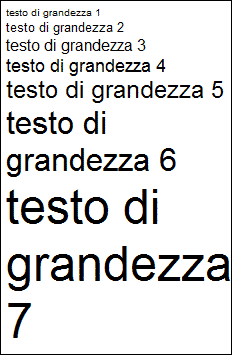 testo di grandezza 1
testo di grandezza 2
testo di grandezza 3
testo di grandezza 4
testo di grandezza 5
testo di
grandezza 6
testo di
grandezza
7